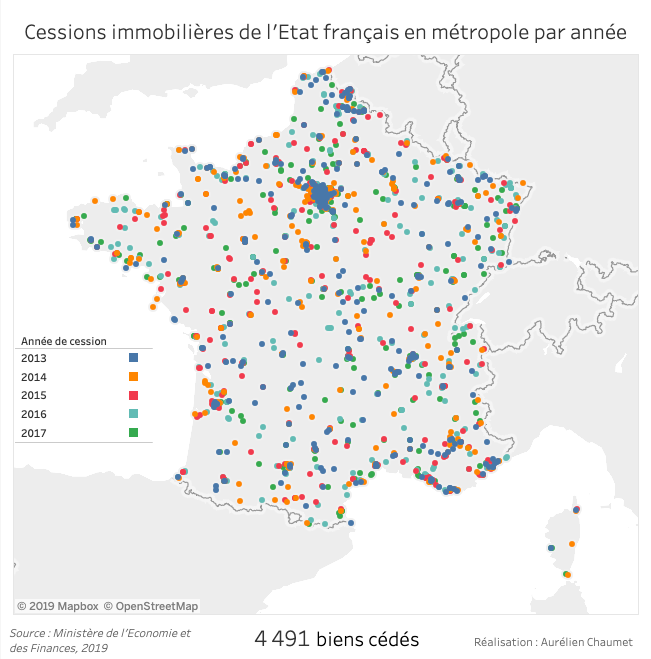 Cessions immobilières de l'Etat français en métropole par année
Année de cession
2013
2014
2015
2016
2017
© 2019 Mapbox © OpenStreetMap
Source : Ministère de l'Economie et
des Finances, 2019
4 491 biens cédés
Réalisation : Aurélien Chaumet